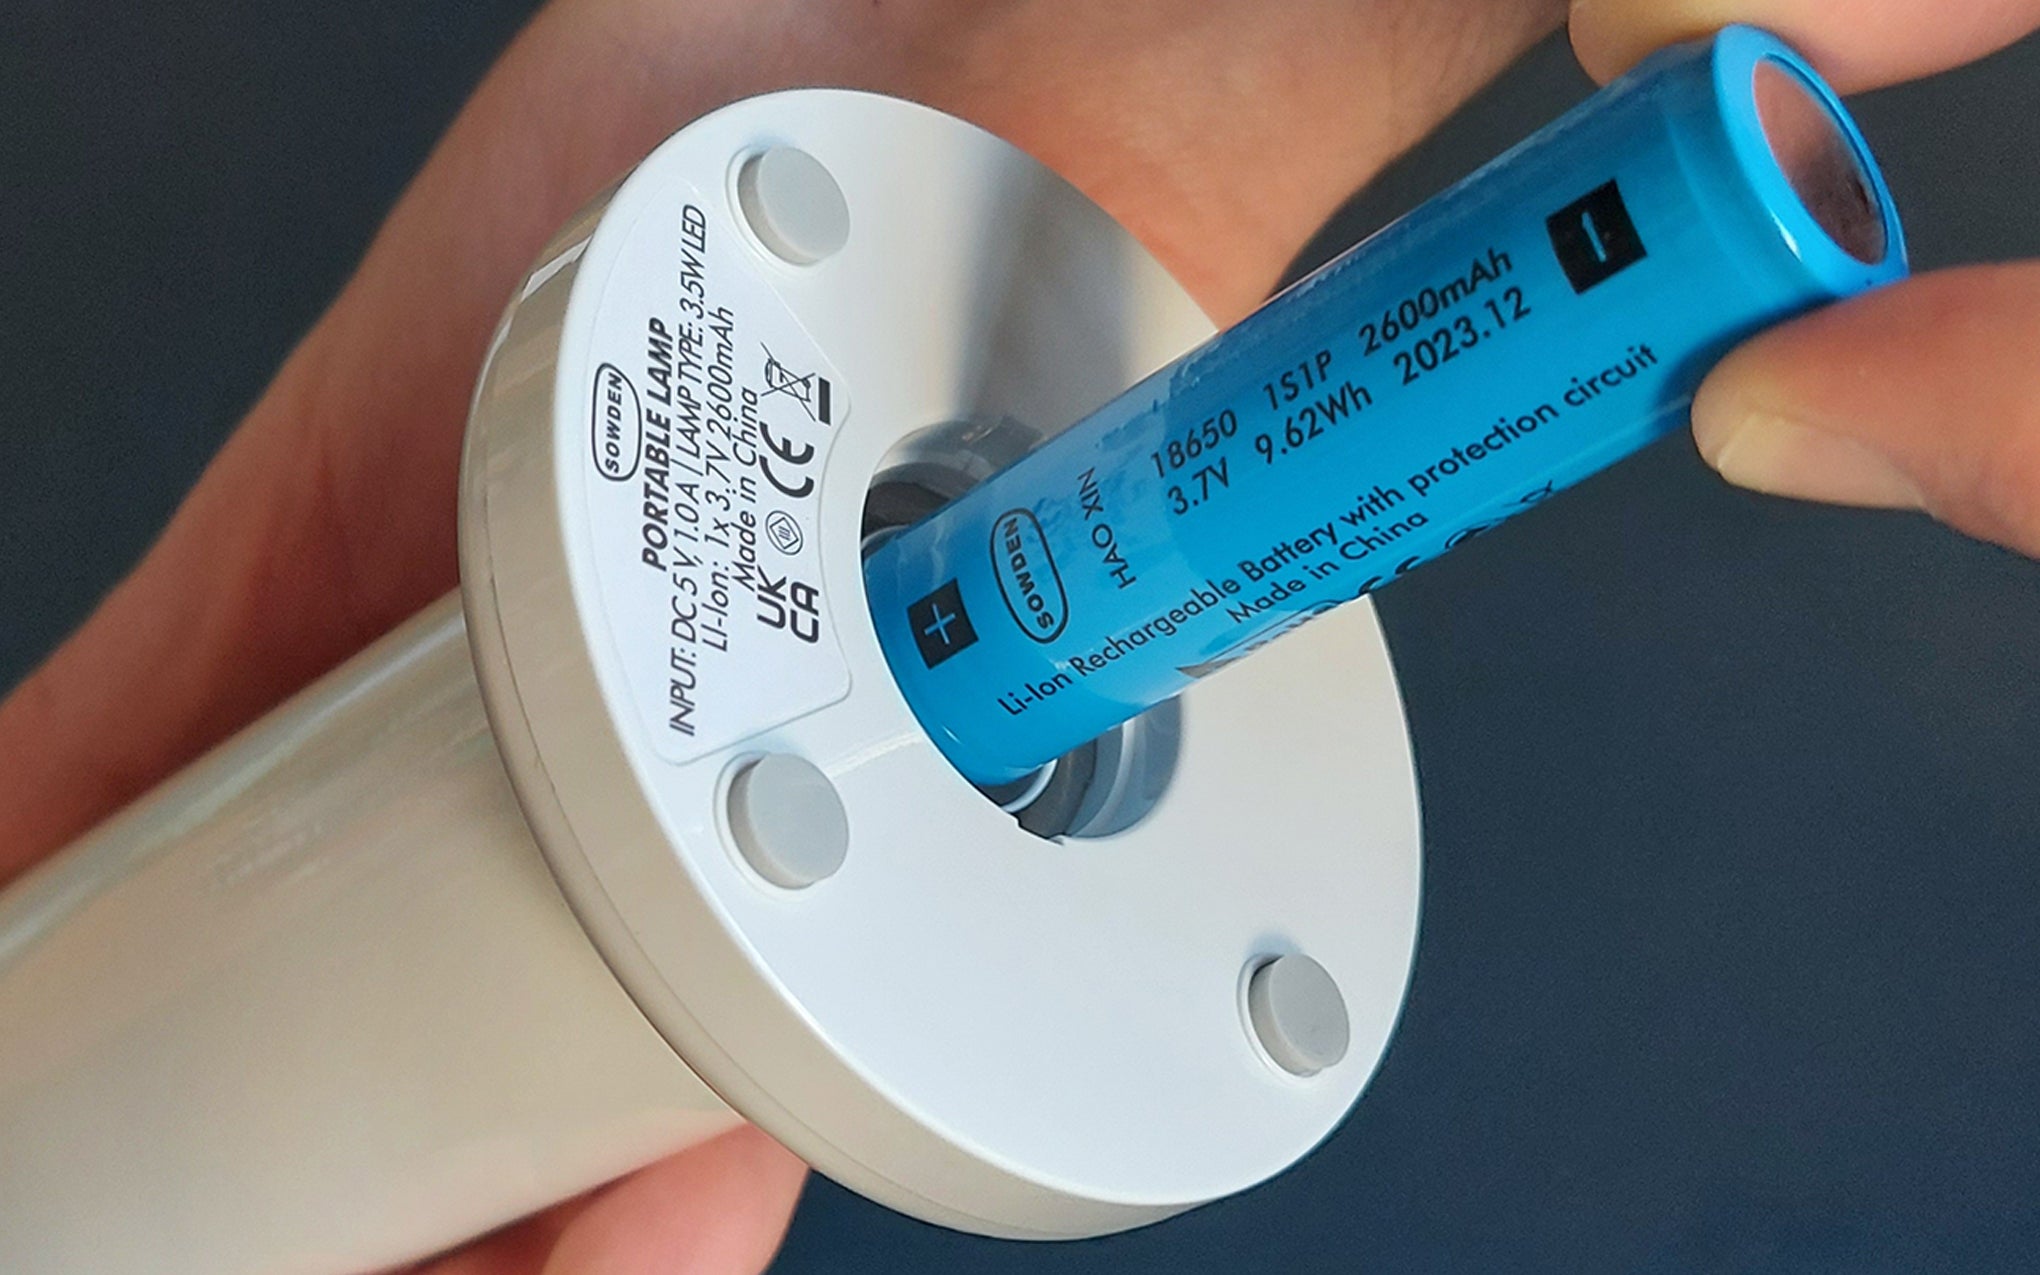 SOWDEN
PORTABLE LAMP
INPUT: DC 5V, 1.0A | LAMP TYPE: 3.5W LED
LI-Ion: 1x 3.7V 2600mAh
Made in China
UK CA
CE
+
SOWDEN
HAO XIN
18650 1S1P 2600mAh
3.7V 9.62Wh 2023.12
Li-Ion Rechargeable Battery with protection circuit
Made in China
-